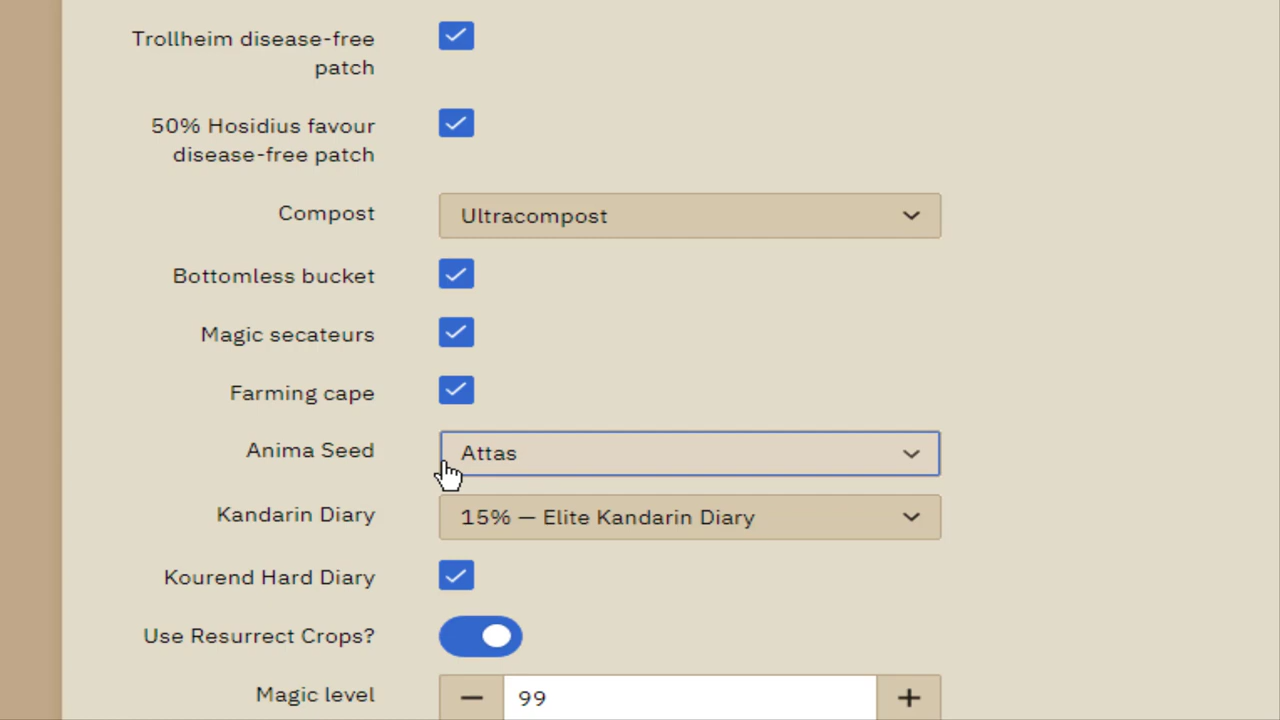 Trollheim disease-free
patch
50% Hosidius favour
disease-free patch
Compost
Ultracompost
Bottomless bucket
Magic secateurs
Farming cape
Anima Seed
Attas
Kandarin Diary
15% — Elite Kandarin Diary
Kourend Hard Diary
Use Resurrect Crops?
Magic level
99